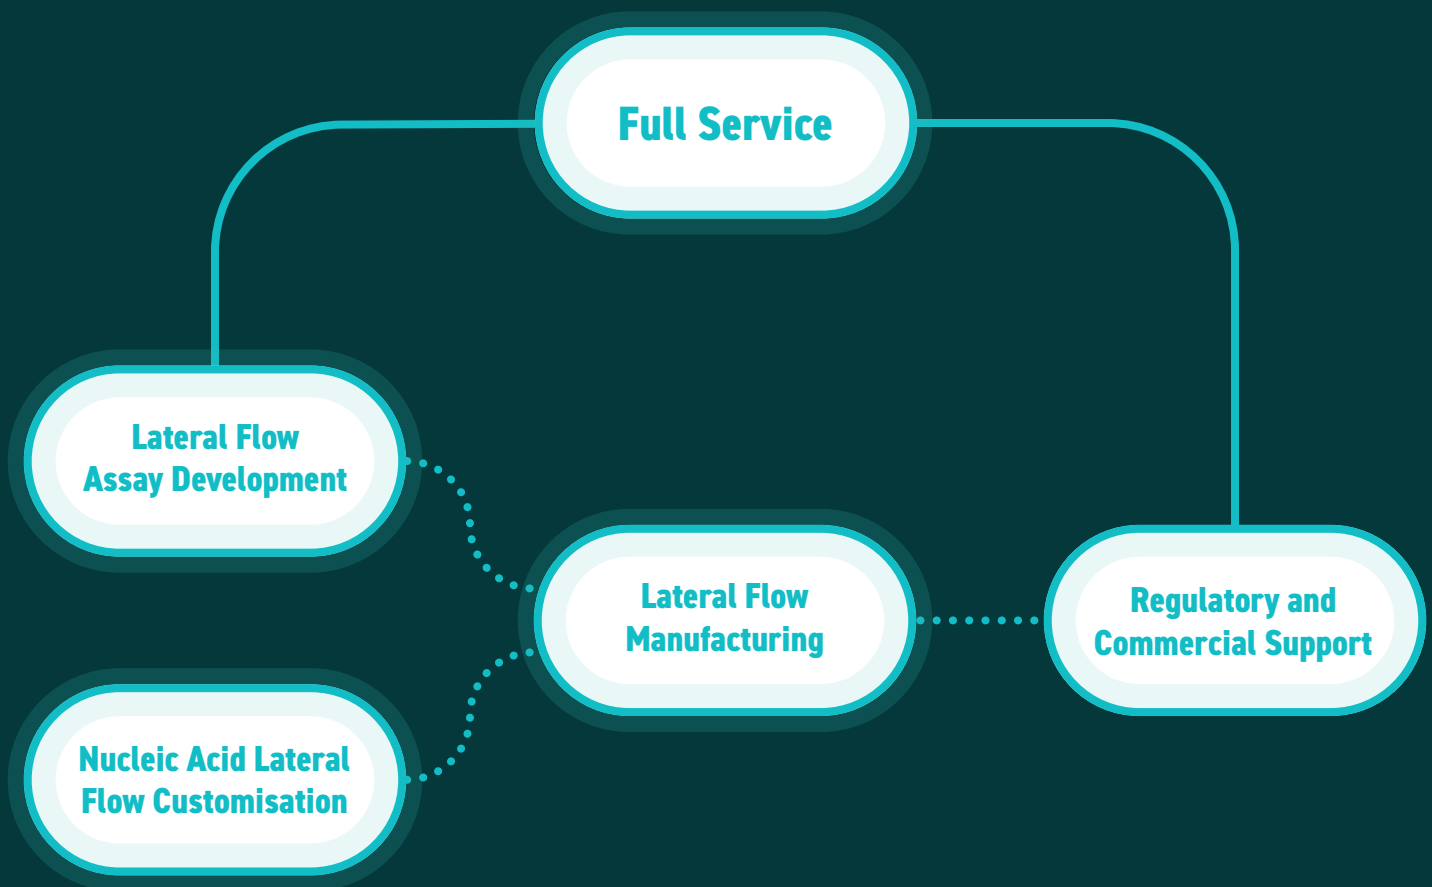 Full Service
Lateral Flow
Assay Development
Lateral Flow
Manufacturing
Regulatory and
Commercial Support
Nucleic Acid Lateral
Flow Customisation